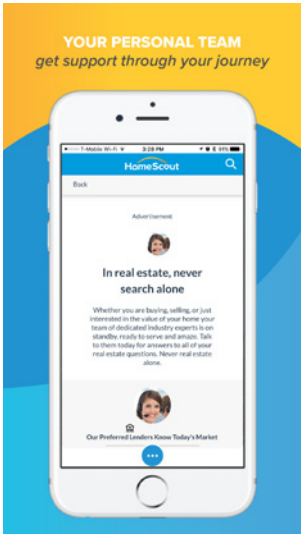 YOUR PERSONAL TEAM
get support through your journey
T-Mobile Wi-Fi 3:28 PM 91%
HomeScout
Back
Advertisement
In real estate, never
search alone
Whether you are buying, selling, or just
interested in the value of your home your
team of dedicated industry experts is on
standby, ready to serve and amaze. Talk
to them today for answers to all of your
real estate questions. Never real estate
alone.
Our Preferred Lenders Know Today's Market